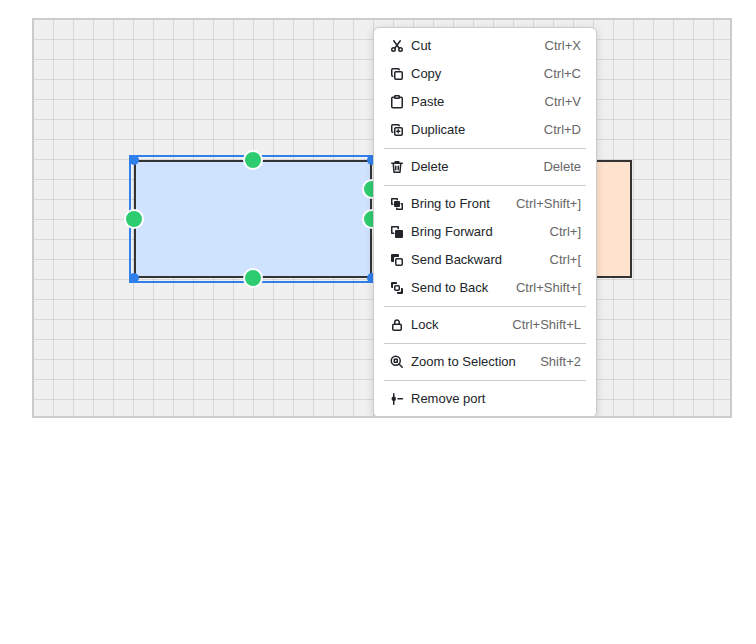 Cut Ctrl+X
Copy Ctrl+C
Paste Ctrl+V
Duplicate Ctrl+D
Delete Delete
Bring to Front Ctrl+Shift+]
Bring Forward Ctrl+]
Send Backward Ctrl+[
Send to Back Ctrl+Shift+[
Lock Ctrl+Shift+L
Zoom to Selection Shift+2
Remove port